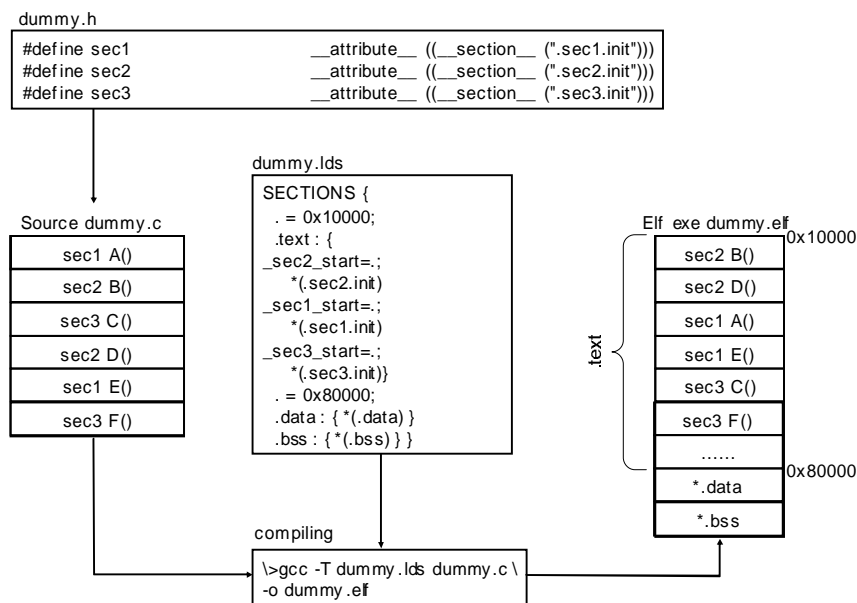 dummy.h
#define sec1 __attribute__ ((__section__ (".sec1.init")))
#define sec2 __attribute__ ((__section__ (".sec2.init")))
#define sec3 __attribute__ ((__section__ (".sec3.init")))
dummy.lds
SECTIONS {
. = 0x10000;
.text : {
_sec2_start=.;
*(.sec2.init)
_sec1_start=.;
*(.sec1.init)
_sec3_start=.;
*(.sec3.init)}
. = 0x80000;
.data : { *(.data) }
.bss : { *(.bss) } }
Source dummy.c
sec1 A()
sec2 B()
sec3 C()
sec2 D()
sec1 E()
sec3 F()
Elf exe dummy.elf
0x10000
sec2 B()
sec2 D()
sec1 A()
sec1 E()
sec3 C()
sec3 F()
......
0x80000
*.data
*.bss
.text
compiling
\>gcc -T dummy.lds dummy.c \
-o dummy.elf